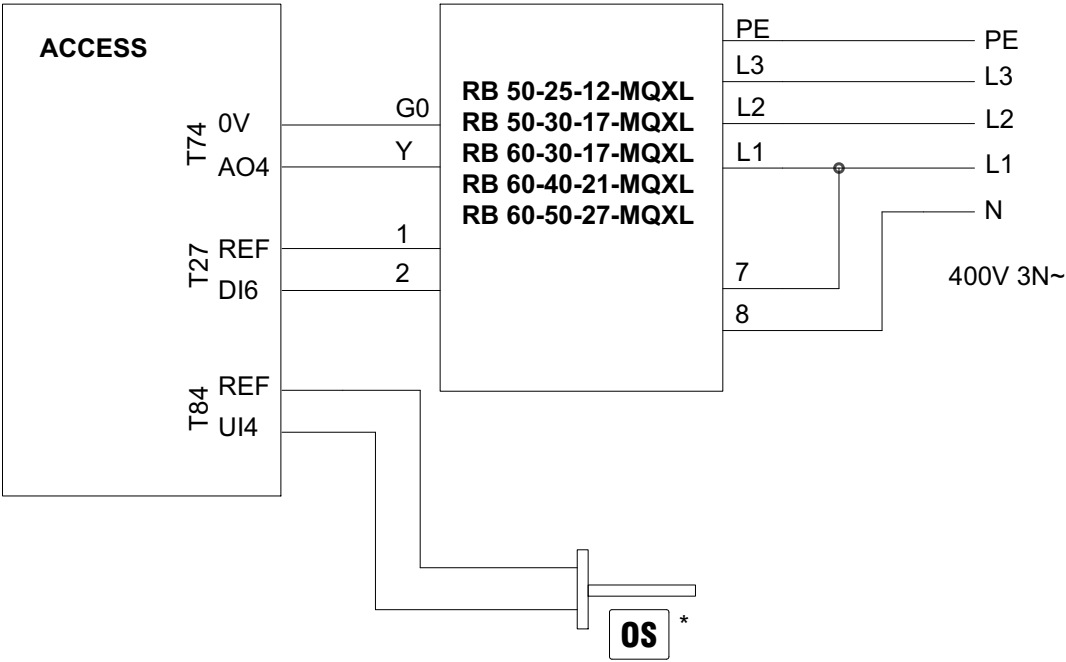 ACCESS
T74
0V
AO4
T27
REF
DI6
T84
REF
UI4
G0
Y
1
2
RB 50-25-12-MQXL
RB 50-30-17-MQXL
RB 60-30-17-MQXL
RB 60-40-21-MQXL
RB 60-50-27-MQXL
PE
L3
L2
L1
7
8
PE
L3
L2
L1
N
400V 3N~
OS *